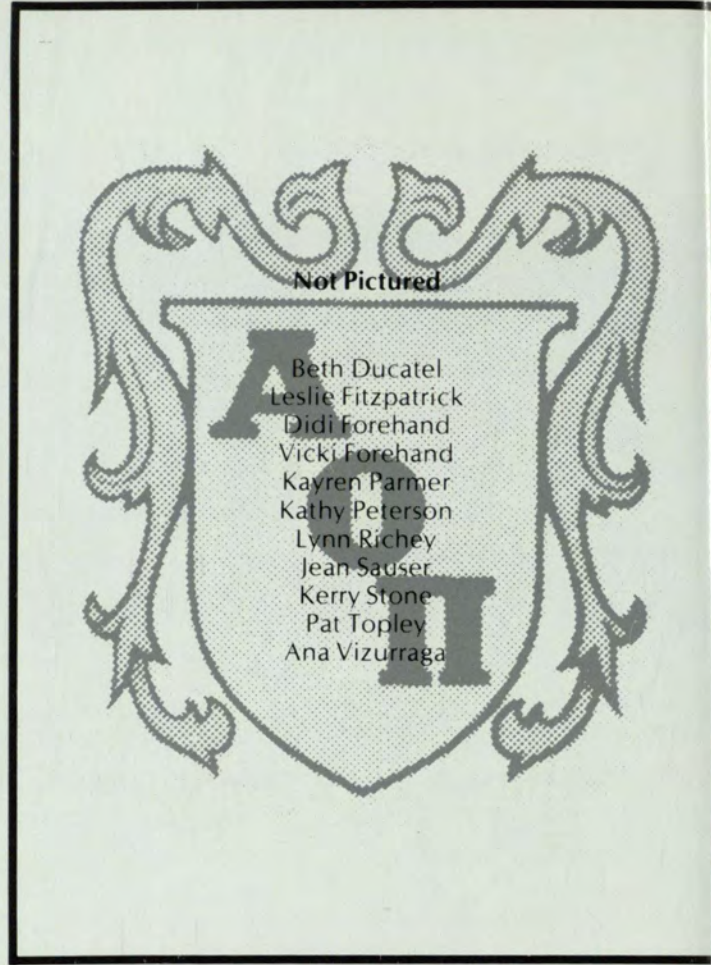 Not Pictured
Beth Ducatel
Leslie Fitzpatrick
Didi Forehand
Vicki Forehand
Kayren Parmer
Kathy Peterson
Lynn Richey
Jean Sauser
Kerry Stone
Pat Topley
Ana Vizurraga
Α
Ο
Π